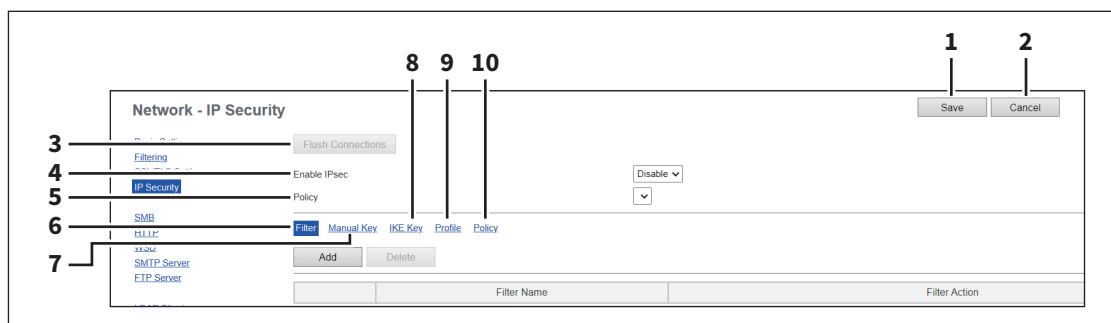 8 9 10 1 2
Network - IP Security Save Cancel
3 Flush Connections
Filtering
4 Enable IPsec Disable
IP Security
5 Policy
SMB
6 Filter Manual Key IKE Key Profile Policy
HTTP
7 Add Delete
SMTP Server
FTP Server
Filter Name Filter Action